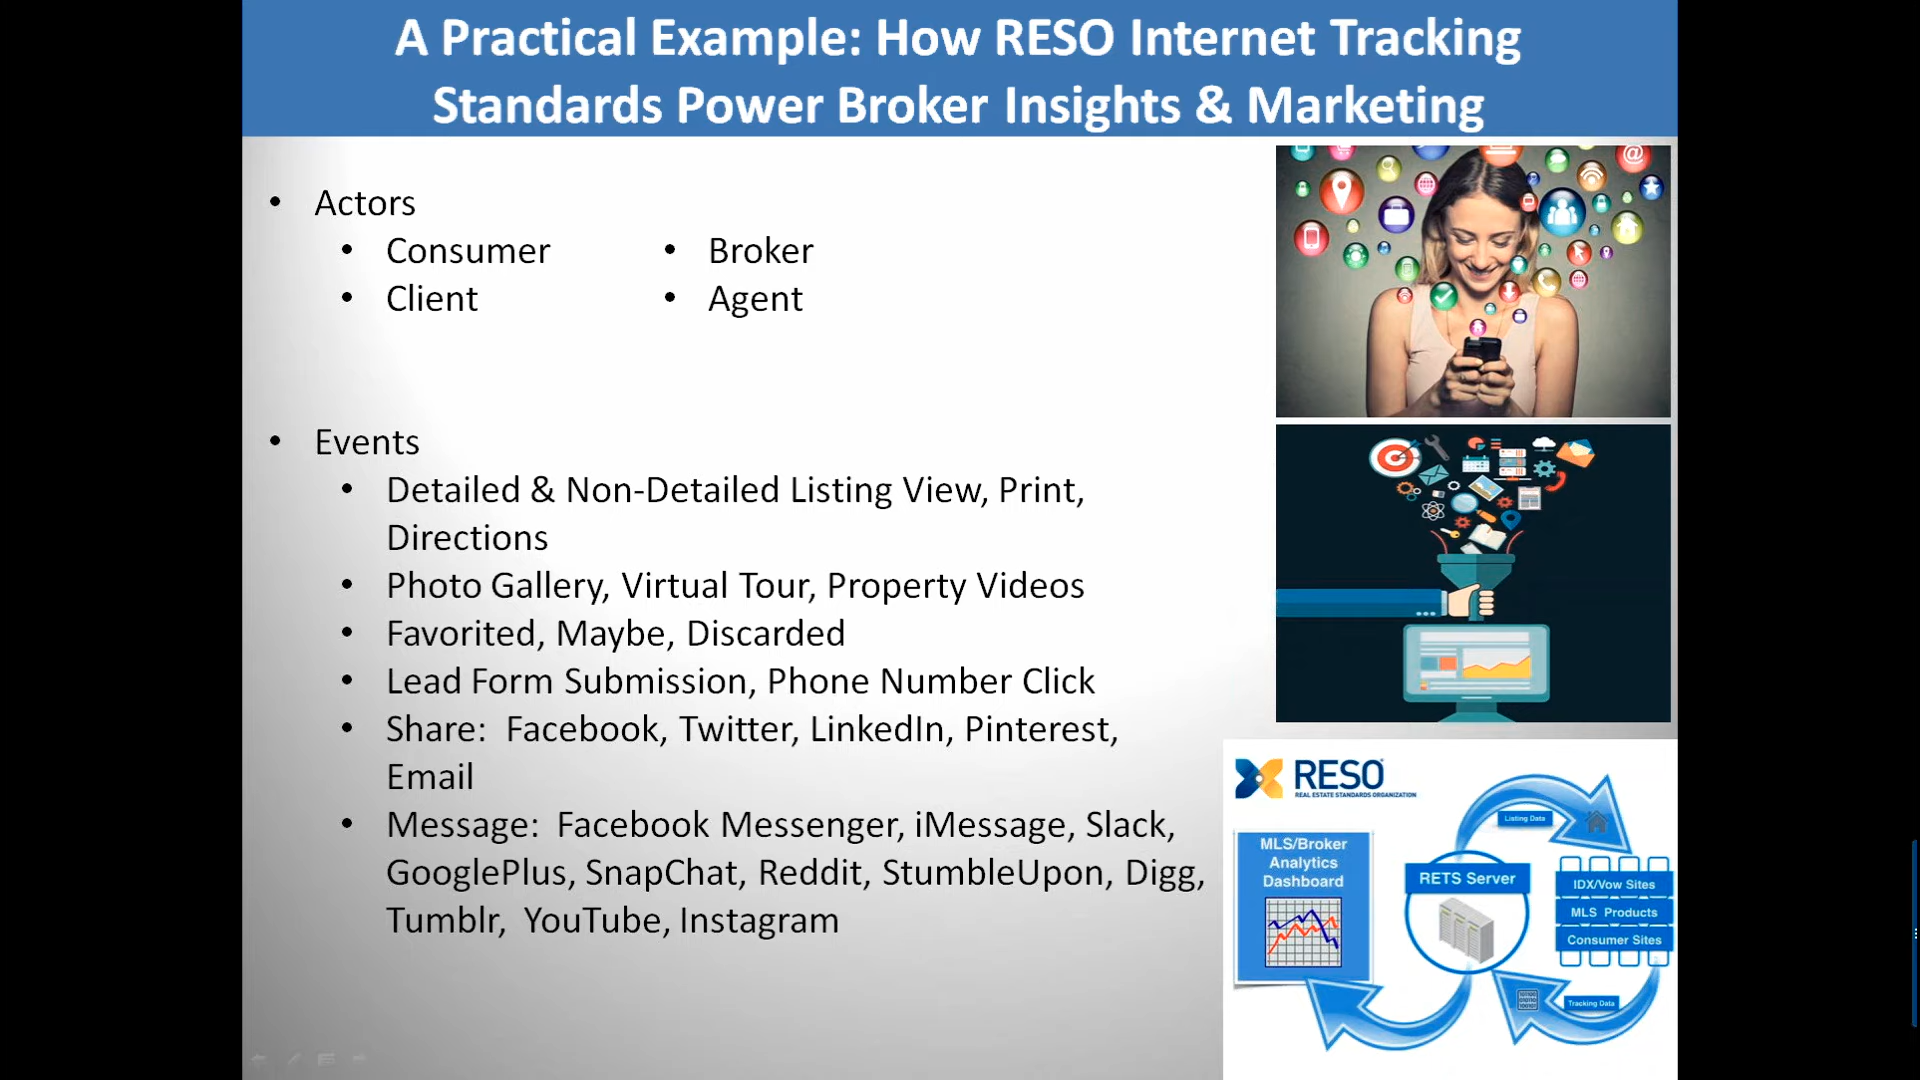 A Practical Example: How RESO Internet Tracking
Standards Power Broker Insights & Marketing
• Actors
• Consumer
• Client
• Broker
• Agent
• Events
• Detailed & Non-Detailed Listing View, Print,
Directions
• Photo Gallery, Virtual Tour, Property Videos
• Favorited, Maybe, Discarded
• Lead Form Submission, Phone Number Click
• Share:  Facebook, Twitter, LinkedIn, Pinterest,
Email
• Message:  Facebook Messenger, iMessage, Slack,
GooglePlus, SnapChat, Reddit, StumbleUpon, Digg,
Tumblr,  YouTube, Instagram
RESO
REAL ESTATE STANDARDS ORGANIZATION
MLS/Broker
Analytics
Dashboard
Listing Data
RETS Server
IDX/Vow Sites
MLS Products
Consumer Sites
Tracking Data